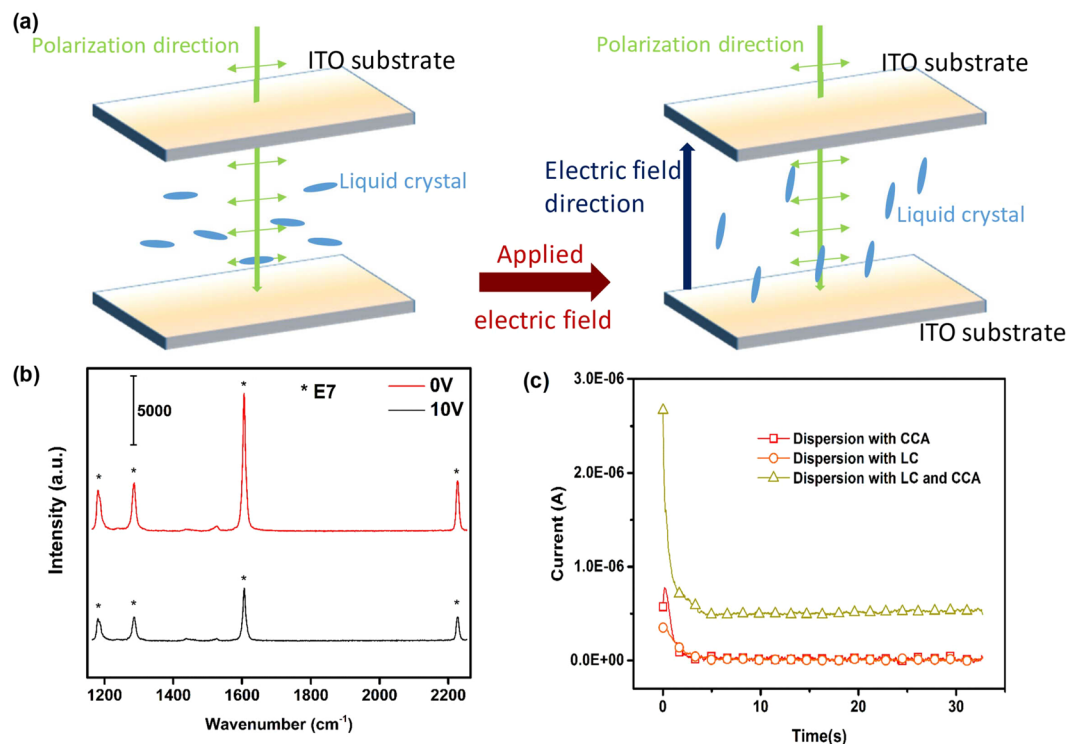 (a)
Polarization direction
ITO substrate
Liquid crystal
Applied
electric field
Polarization direction
ITO substrate
Electric field
direction
Liquid crystal
ITO substrate
(b)
* E7
0V
10V
5000
* * * *
* * * *
Intensity (a.u.)
1200 1400 1600 1800 2000 2200
Wavenumber (cm⁻¹)
(c)
3.0E-06
2.0E-06
1.0E-06
0.0E+00
Current (A)
Dispersion with CCA
Dispersion with LC
Dispersion with LC and CCA
0 10 20 30
Time(s)